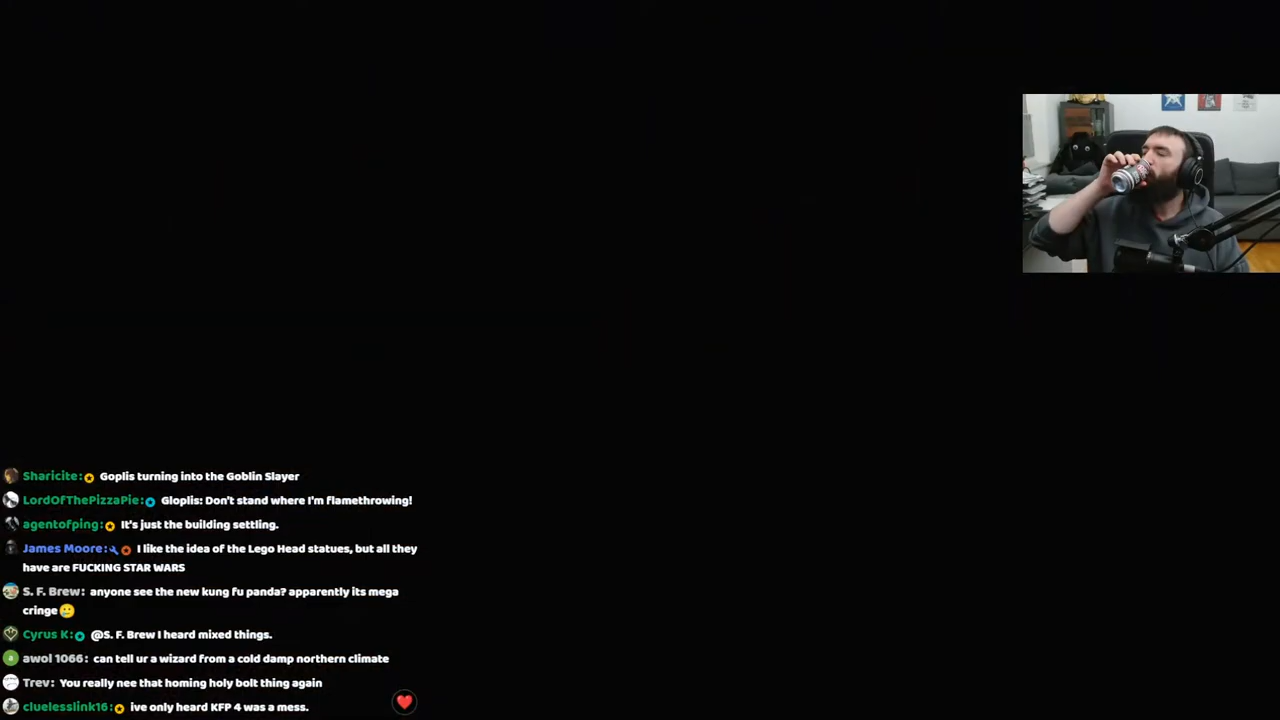 Sharicite: Goplis turning into the Goblin Slayer
LordOfThePizzaPie: Gloplis: Don't stand where I'm flamethrowing!
agentofping: It's just the building settling.
James Moore: I like the idea of the Lego Head statues, but all they
have are FUCKING STAR WARS
S. F. Brew: anyone see the new kung fu panda? apparently its mega
cringe🥲
Cyrus K: @S. F. Brew I heard mixed things.
a awol 1066: can tell ur a wizard from a cold damp northern climate
Trev: You really nee that homing holy bolt thing again
cluelesslink16: ive only heard KFP 4 was a mess.